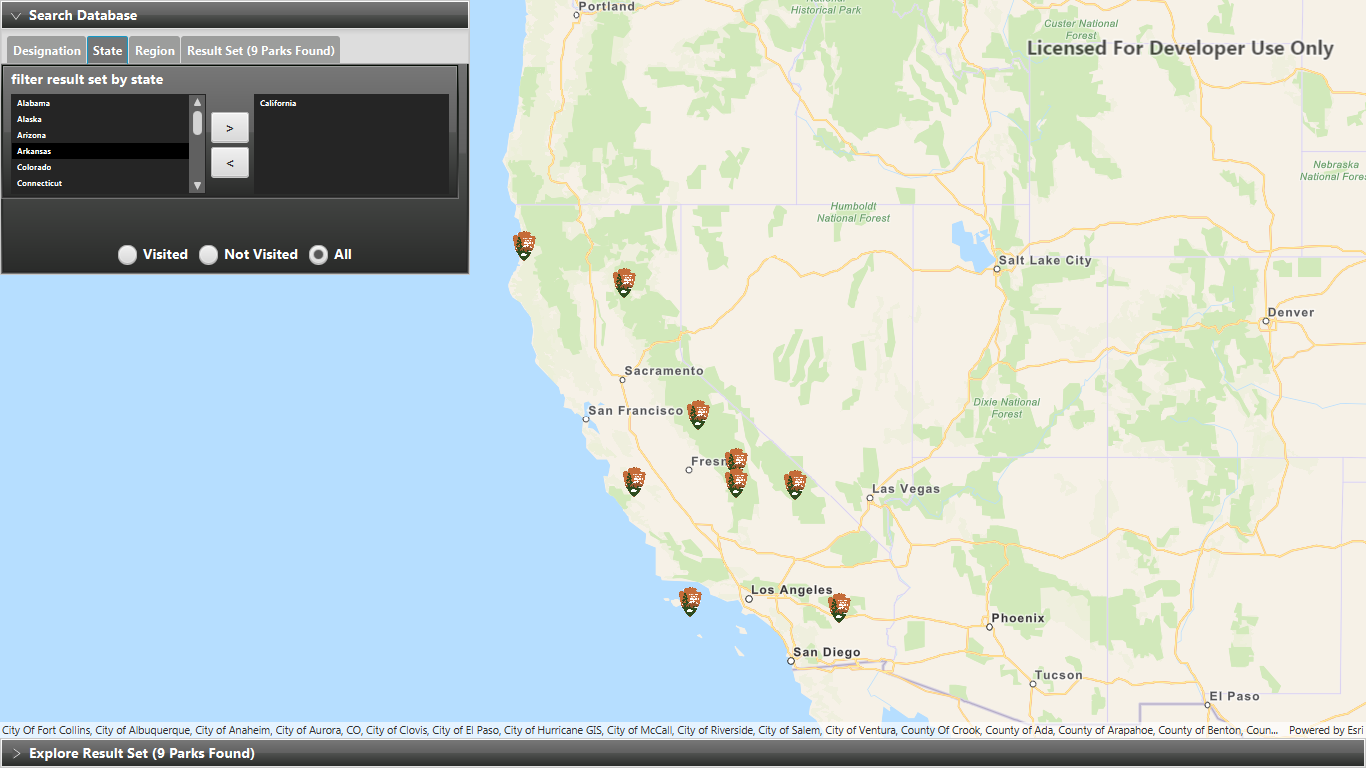 Search Database
Designation State Region Result Set (9 Parks Found)
filter result set by state
Alabama
Alaska
Arizona
Arkansas
Colorado
Connecticut
>
<
California
Visited Not Visited All
Portland
Historical Park
Custer National
Forest
Licensed For Developer Use Only
Nebraska
National Fores
Humboldt
National Forest
Salt Lake City
Denver
Sacramento
San Francisco
Dixie National
Forest
Fresn
Las Vegas
Los Angeles
Phoenix
San Diego
Tucson
El Paso
City Of Fort Collins, City of Albuquerque, City of Anaheim, City of Aurora, CO, City of Clovis, City of El Paso, City of Hurricane GIS, City of McCall, City of Riverside, City of Salem, City of Ventura, County Of Crook, County of Ada, County of Arapahoe, County of Benton, Coun... Powered by Esri
Explore Result Set (9 Parks Found)